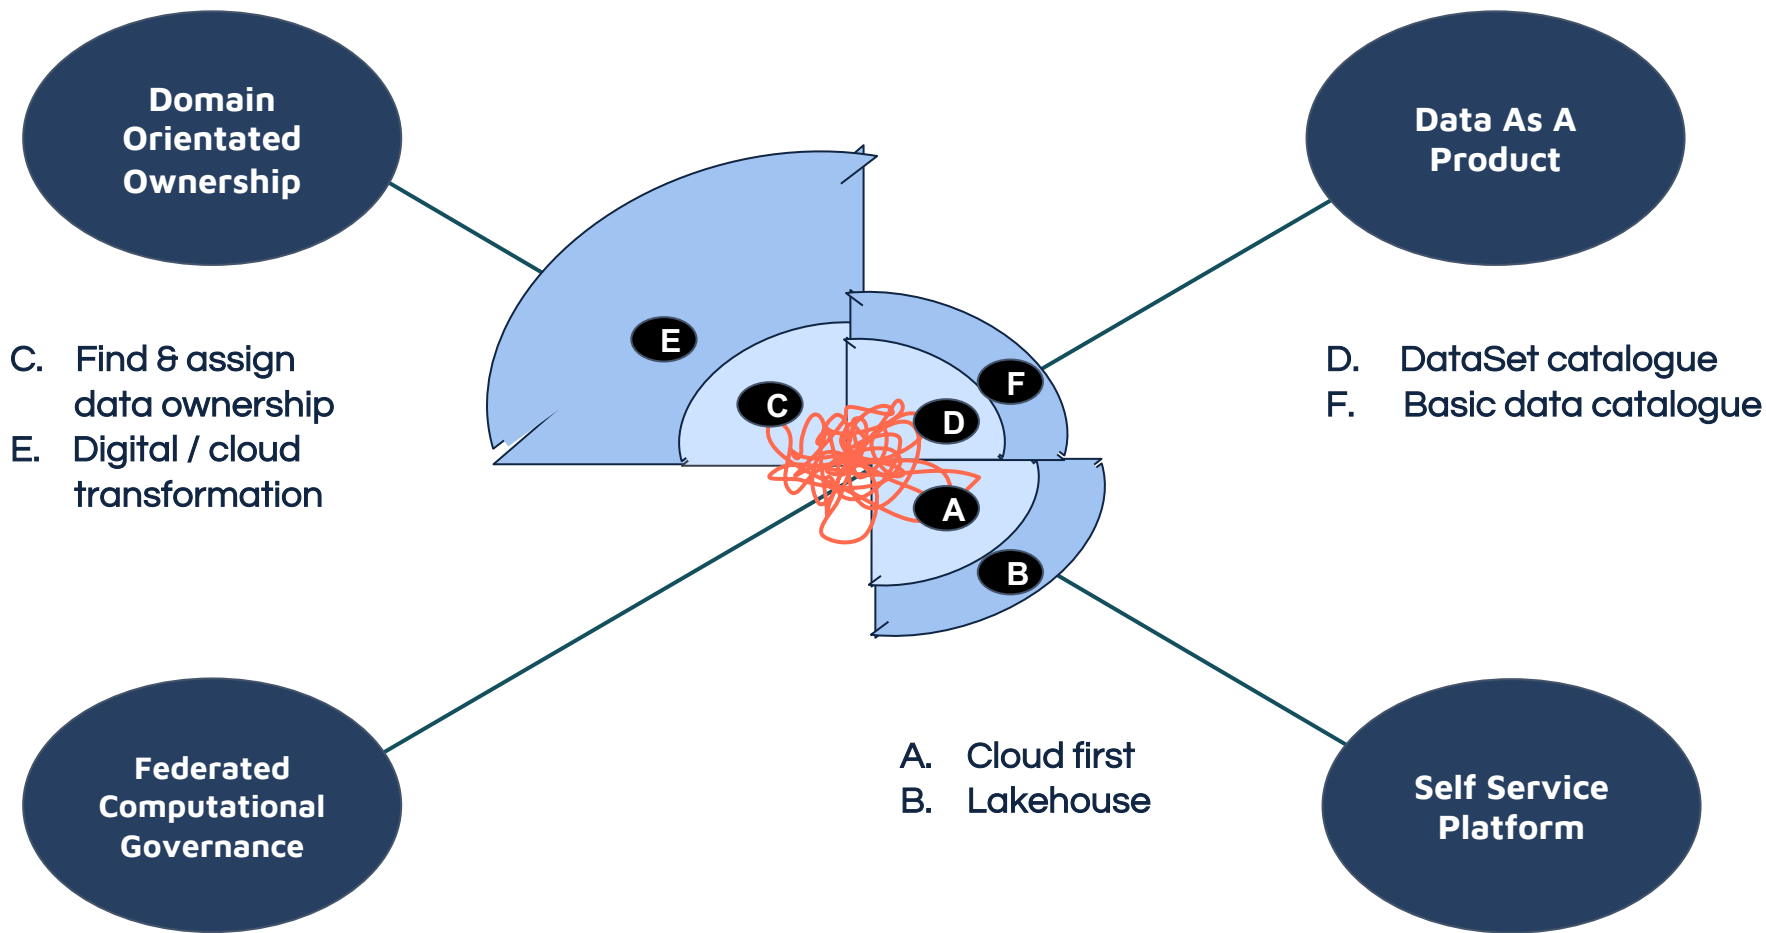 Domain
Orientated
Ownership
Data As A
Product
E
C
F
D
A
B
C. Find & assign
data ownership
E. Digital / cloud
transformation
D. DataSet catalogue
F. Basic data catalogue
A. Cloud first
B. Lakehouse
Federated
Computational
Governance
Self Service
Platform